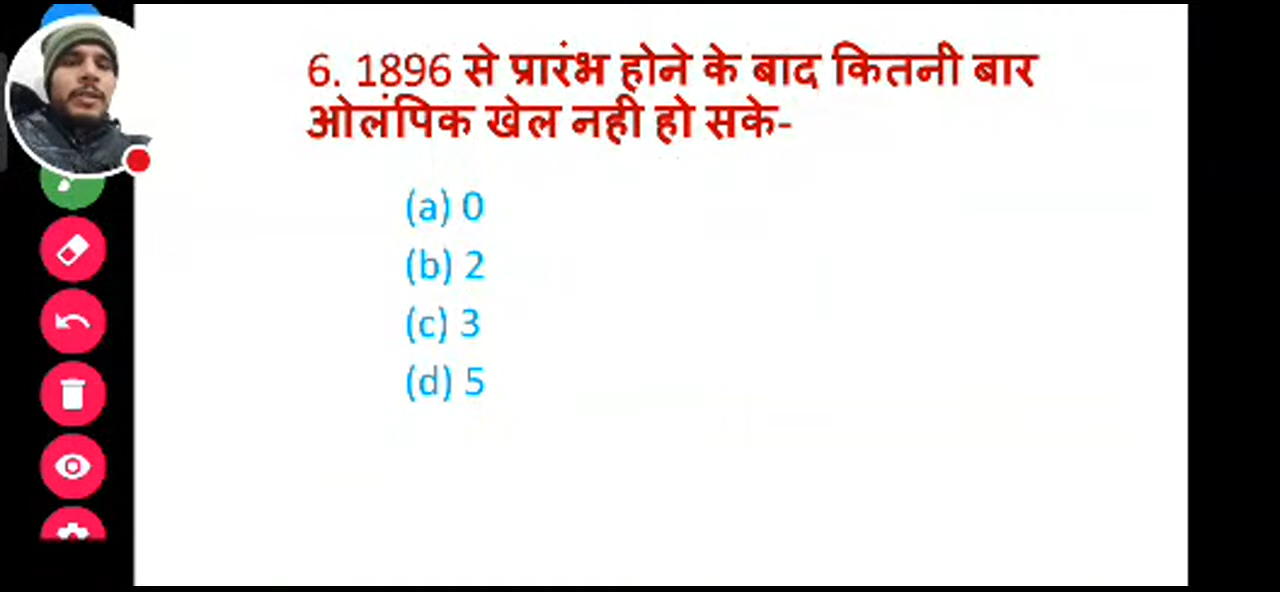 6. 1896 से प्रारंभ होने के बाद कितनी बार
ओलंपिक खेल नही हो सके-
(a) 0
(b) 2
(c) 3
(d) 5